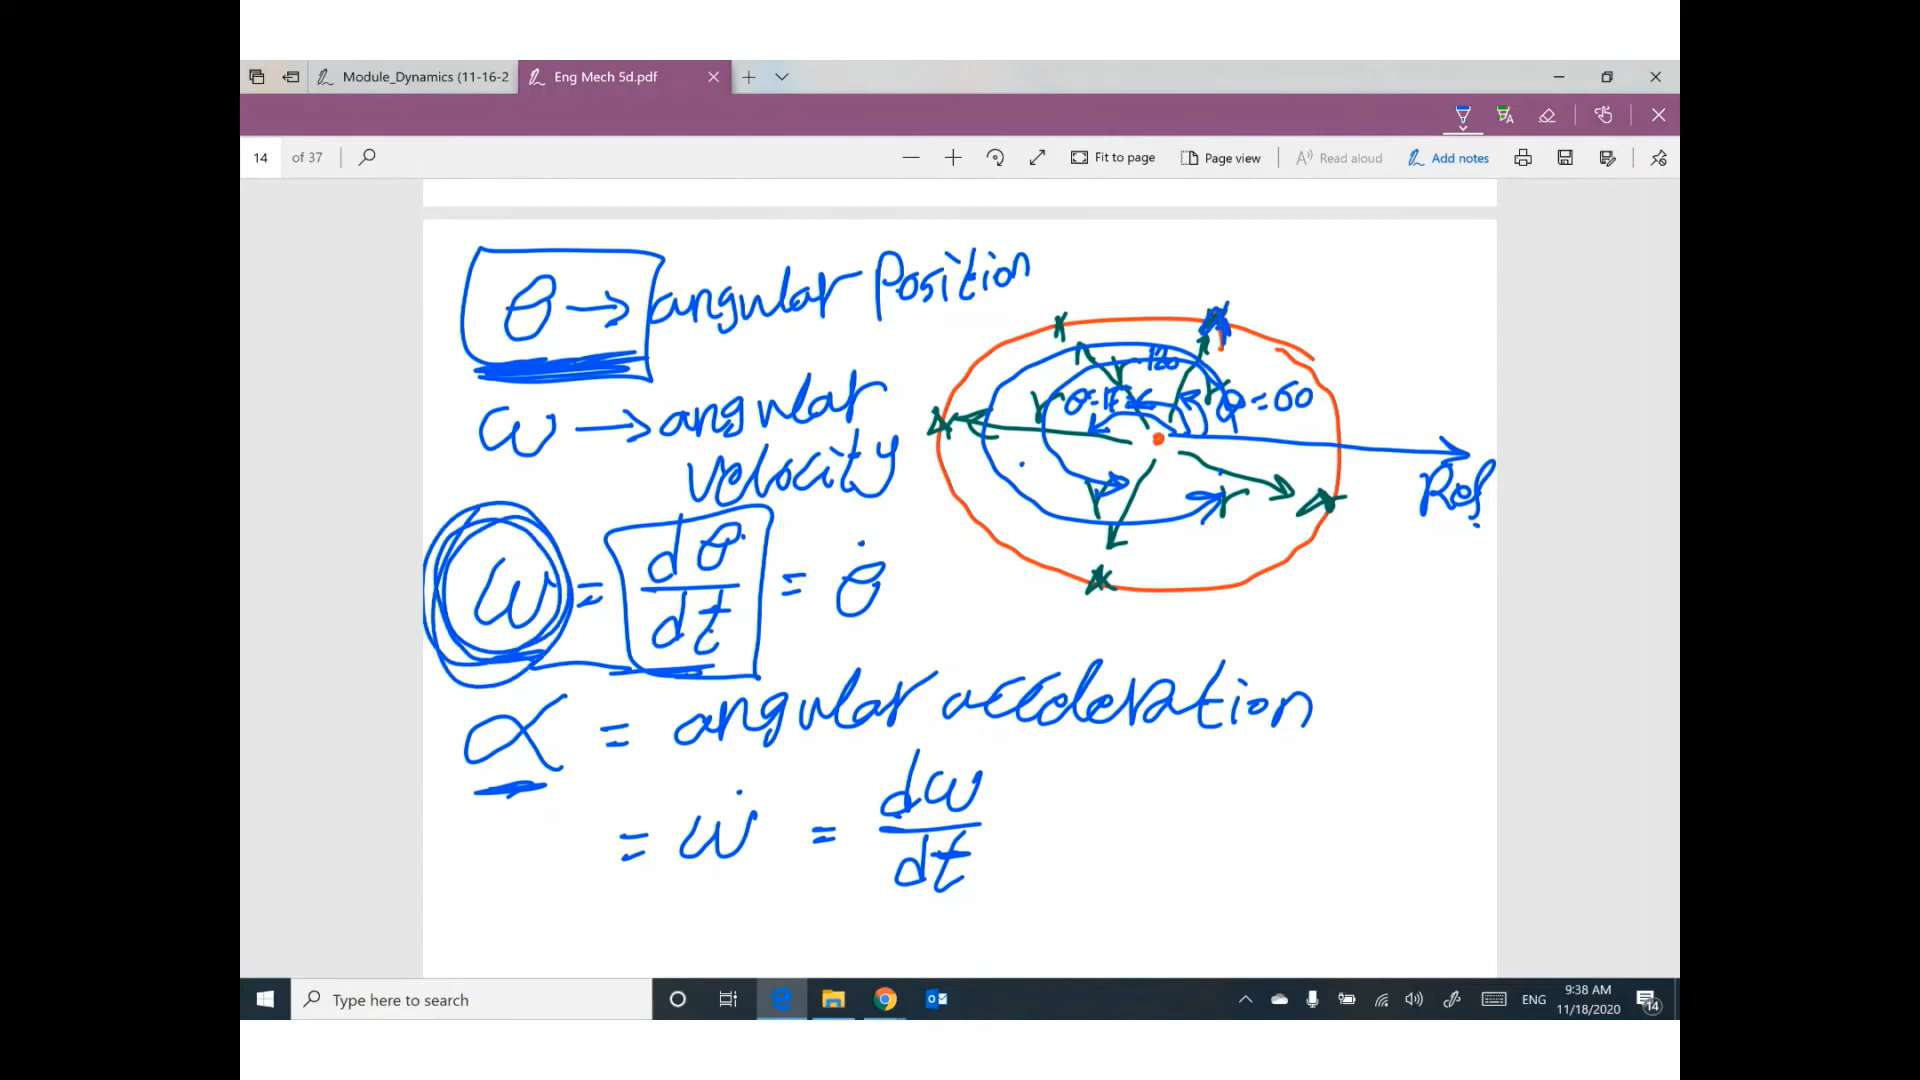 Module_Dynamics (11-16-2
Eng Mech 5d.pdf
14 of 37
Fit to page
Page view
Read aloud
Add notes
θ → angular Position
ω → angular
velocity
ω = dθ/dt = θ̇
α = angular acceleration
= ω̇ = dω/dt
120
φ = 60
r
r
r
r
r
Ref
Type here to search
ENG
9:38 AM
11/18/2020
14